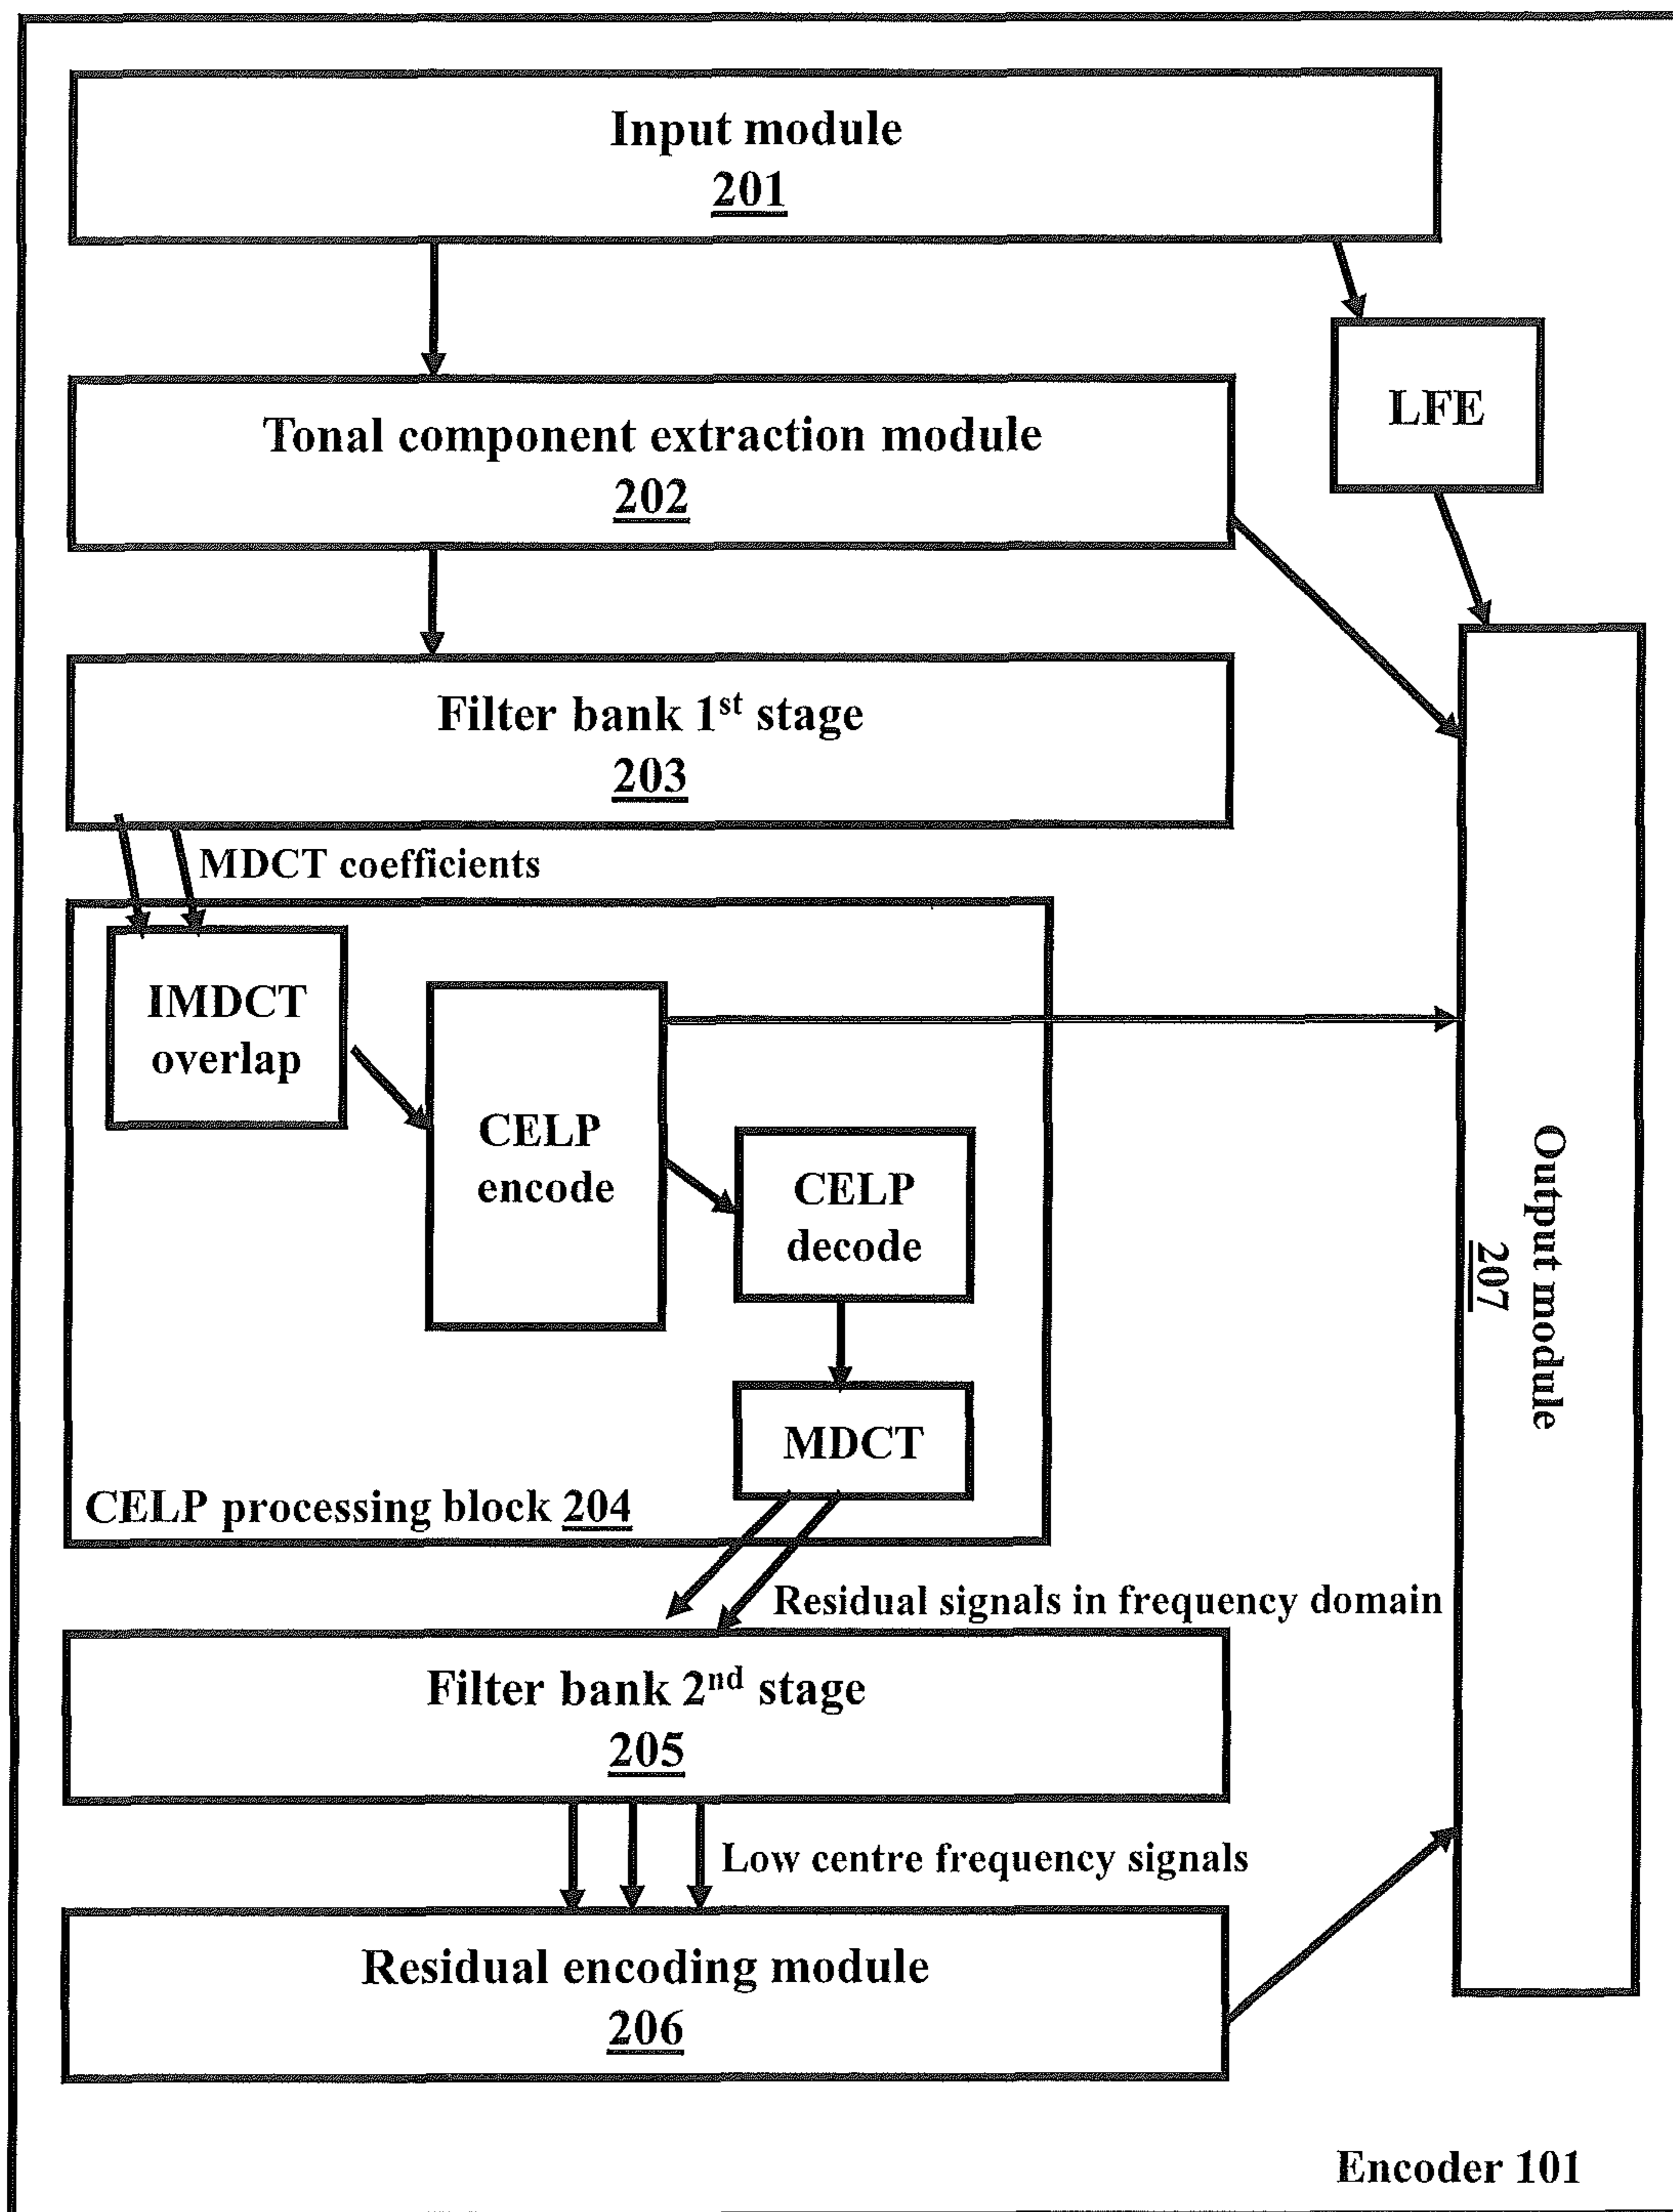 Input module
201
LFE
Tonal component extraction module
202
Filter bank 1st stage
203
MDCT coefficients
IMDCT
overlap
CELP
encode
CELP
decode
MDCT
CELP processing block 204
Output module
207
Residual signals in frequency domain
Filter bank 2nd stage
205
Low centre frequency signals
Residual encoding module
206
Encoder 101